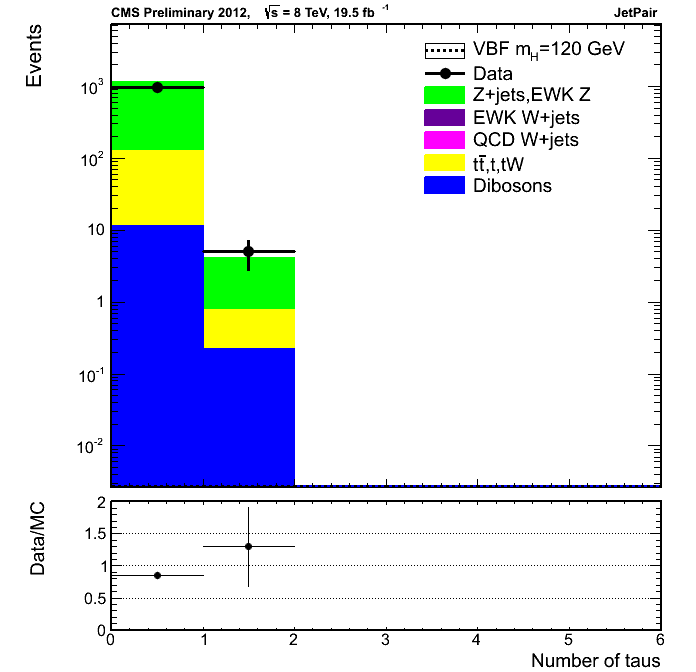 CMS Preliminary 2012, √s = 8 TeV, 19.5 fb⁻¹ JetPair
Events
10³
10²
10
1
10⁻¹
10⁻²
VBF m_H=120 GeV
Data
Z+jets,EWK Z
EWK W+jets
QCD W+jets
tt̄,t,tW
Dibosons
Data/MC
2
1.5
1
0.5
0
0 1 2 3 4 5 6
Number of taus